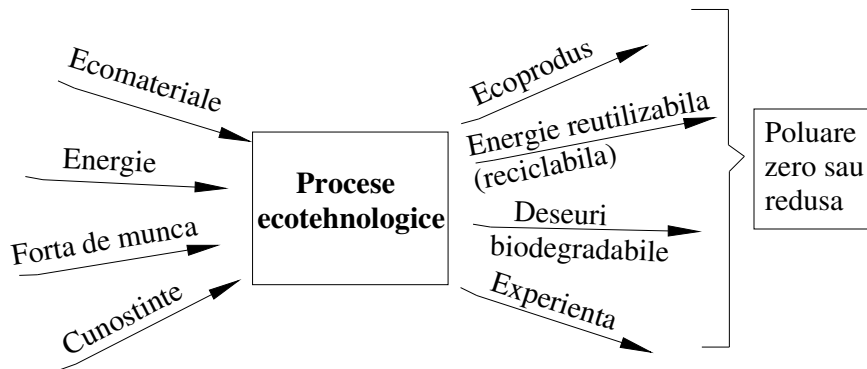 Ecomateriale
Energie
Forta de munca
Cunostinte
Procese
ecotehnologice
Ecoprodus
Energie reutilizabila
(reciclabila)
Deseuri
biodegradabile
Experienta
Poluare
zero sau
redusa